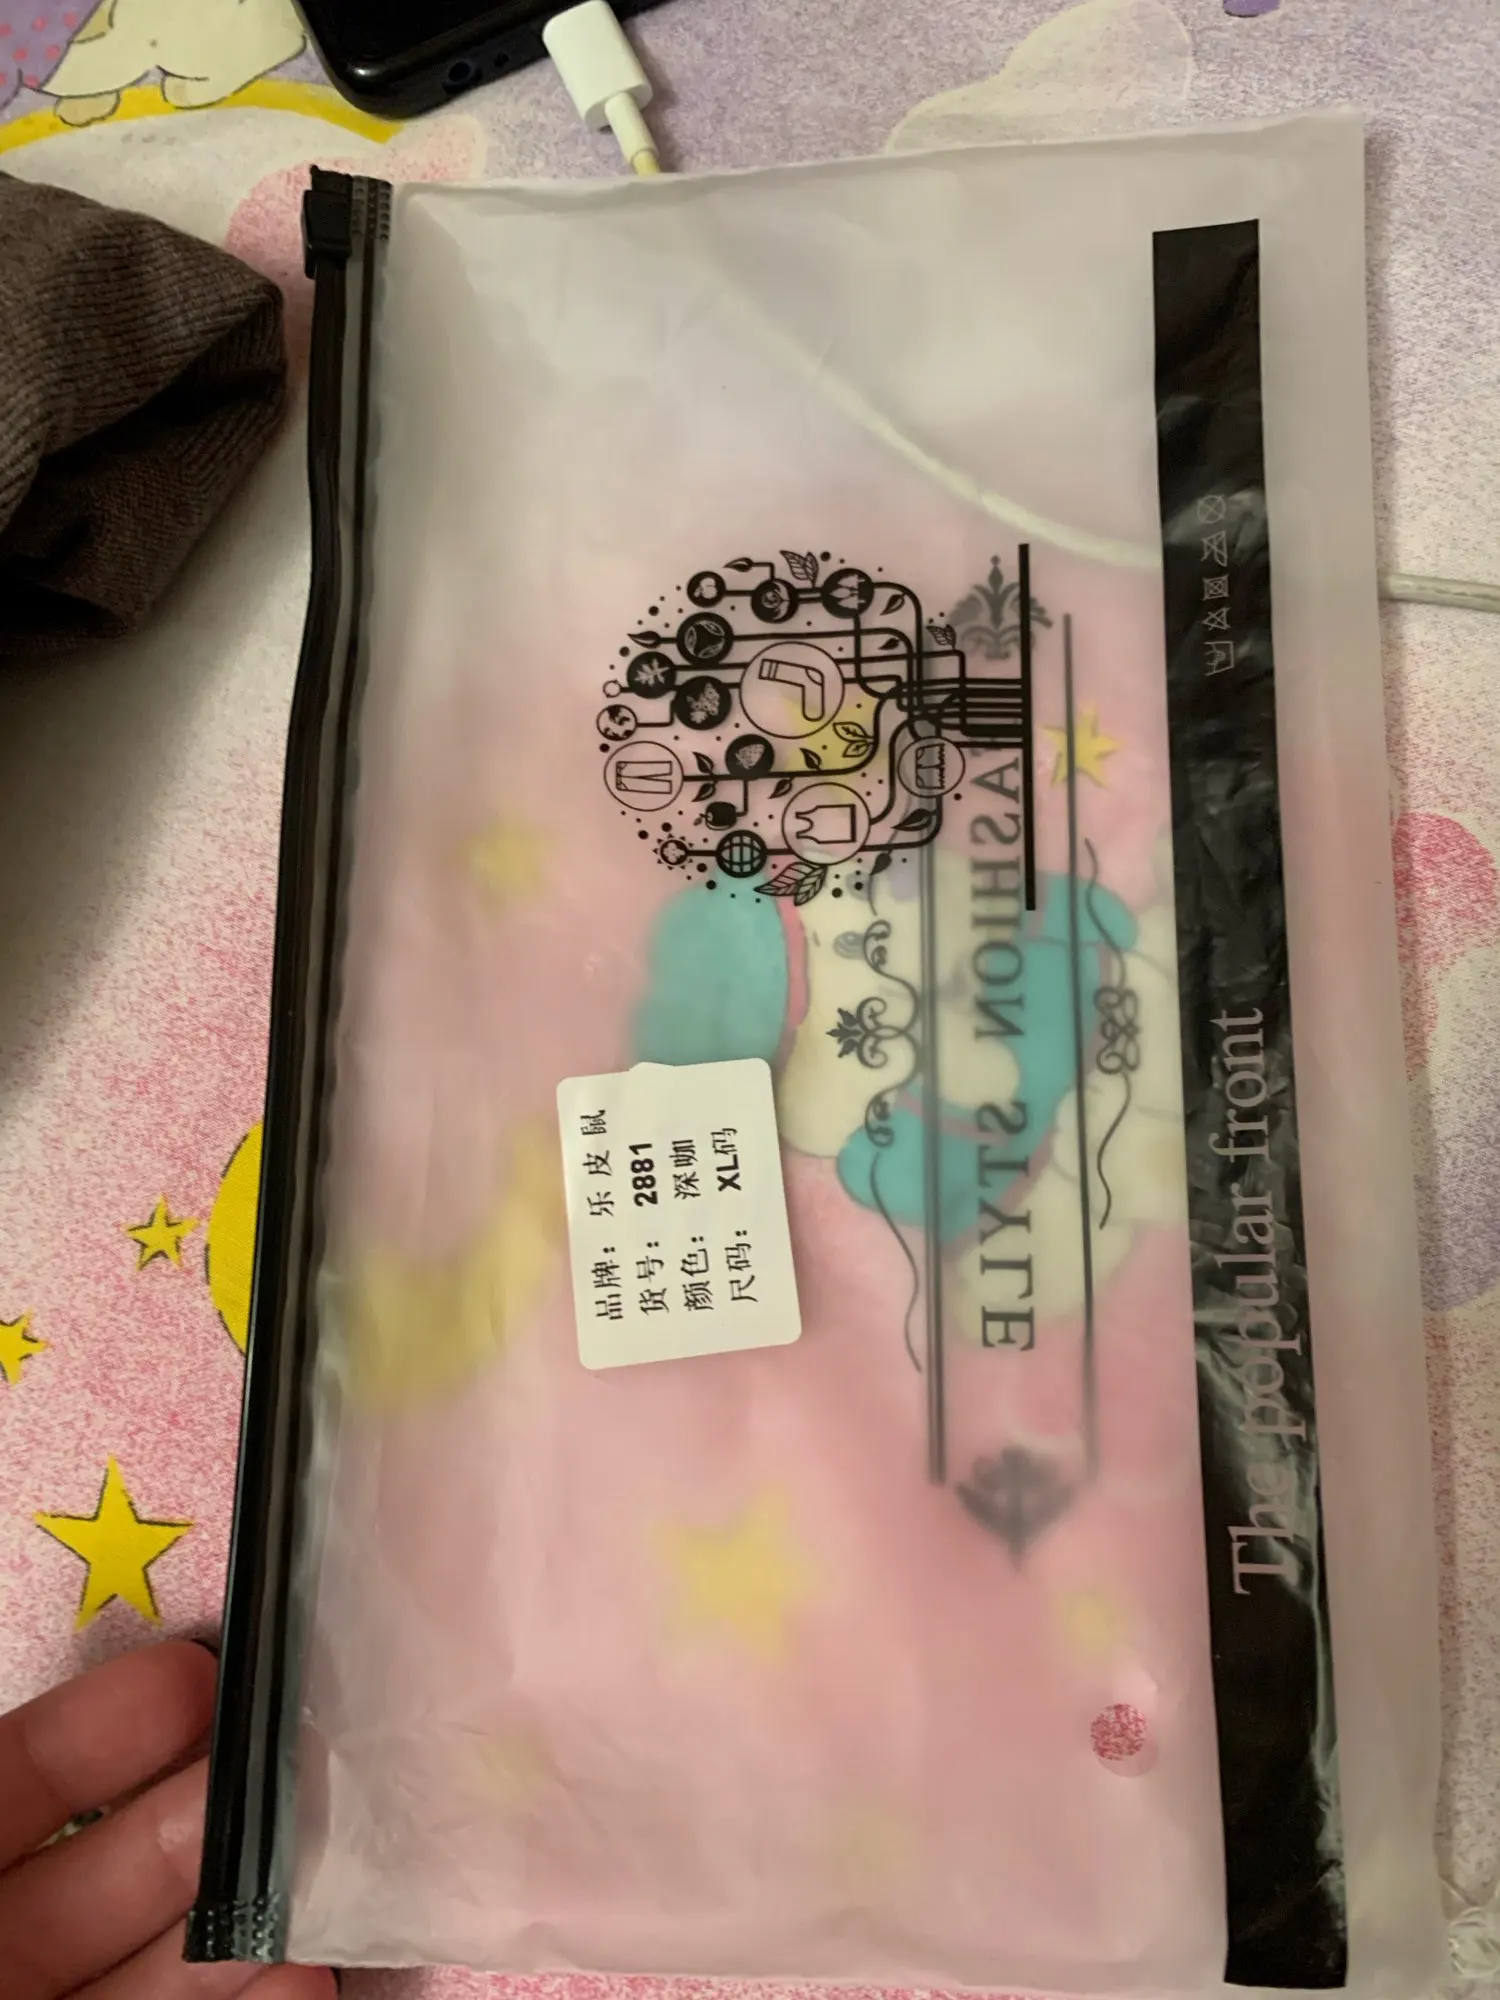 品牌：乐皮鼠
货号：2881
颜色：深咖
尺码：XL码
FASHION STYLE
The popular front